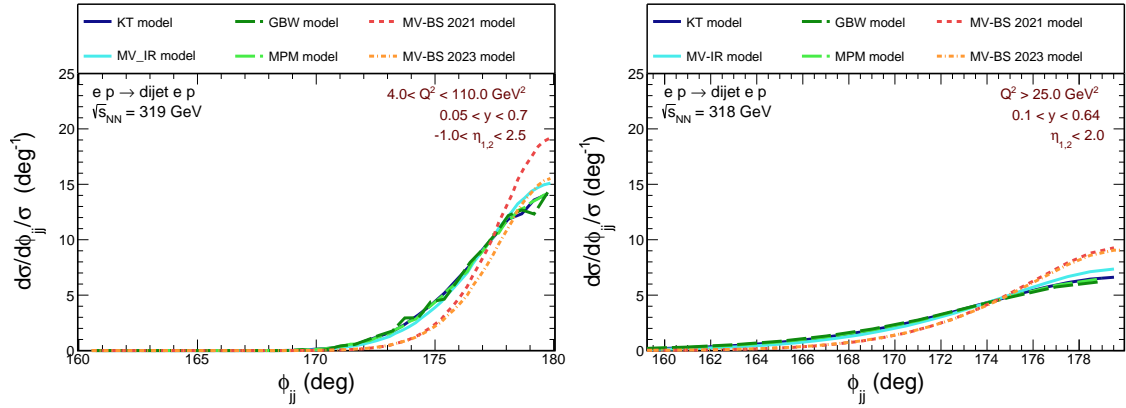 KT model GBW model MV-BS 2021 model
MV_IR model MPM model MV-BS 2023 model
e p → dijet e p
√s_NN = 319 GeV
4.0< Q² < 110.0 GeV²
0.05 < y < 0.7
-1.0< η_1,2 < 2.5
25
20
15
10
5
0
160 165 170 175 180
dσ/dϕ_jj/σ (deg⁻¹)
ϕ_jj (deg)
KT model GBW model MV-BS 2021 model
MV-IR model MPM model MV-BS 2023 model
e p → dijet e p
√s_NN = 318 GeV
Q² > 25.0 GeV²
0.1 < y < 0.64
η_1,2 < 2.0
25
20
15
10
5
0
160 162 164 166 168 170 172 174 176 178
dσ/dϕ_jj/σ (deg⁻¹)
ϕ_jj (deg)